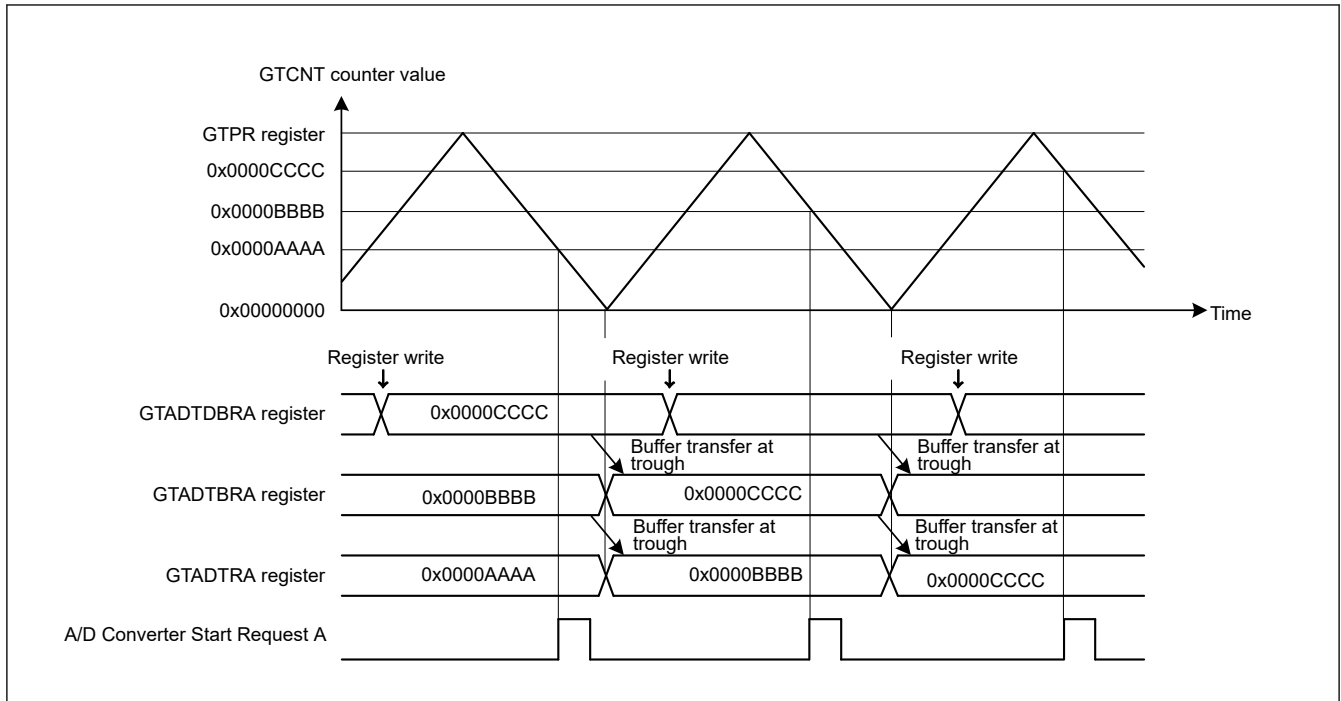 GTCNT counter value
GTPR register
0x0000CCCC
0x0000BBBB
0x0000AAAA
0x00000000
Time
Register write
Register write
Register write
GTADTDBRA register
0x0000CCCC
Buffer transfer at
trough
Buffer transfer at
trough
GTADTBRA register
0x0000BBBB
0x0000CCCC
Buffer transfer at
trough
Buffer transfer at
trough
GTADTRA register
0x0000AAAA
0x0000BBBB
0x0000CCCC
A/D Converter Start Request A